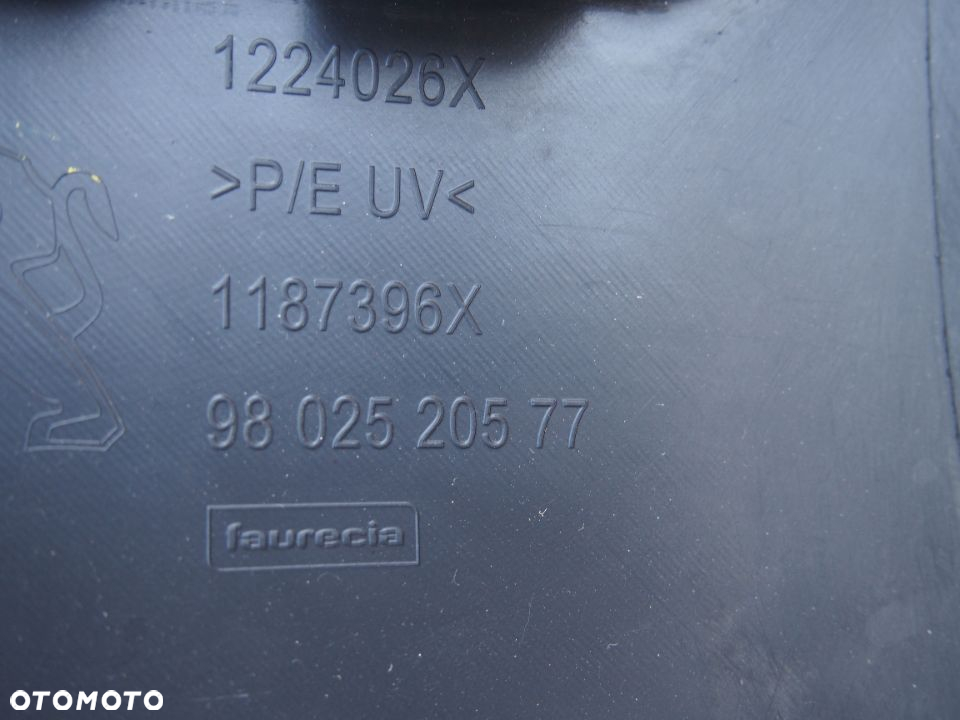 1224026X
>P/E UV<
1187396X
98 025 205 77
faurecia
OTOMOTO